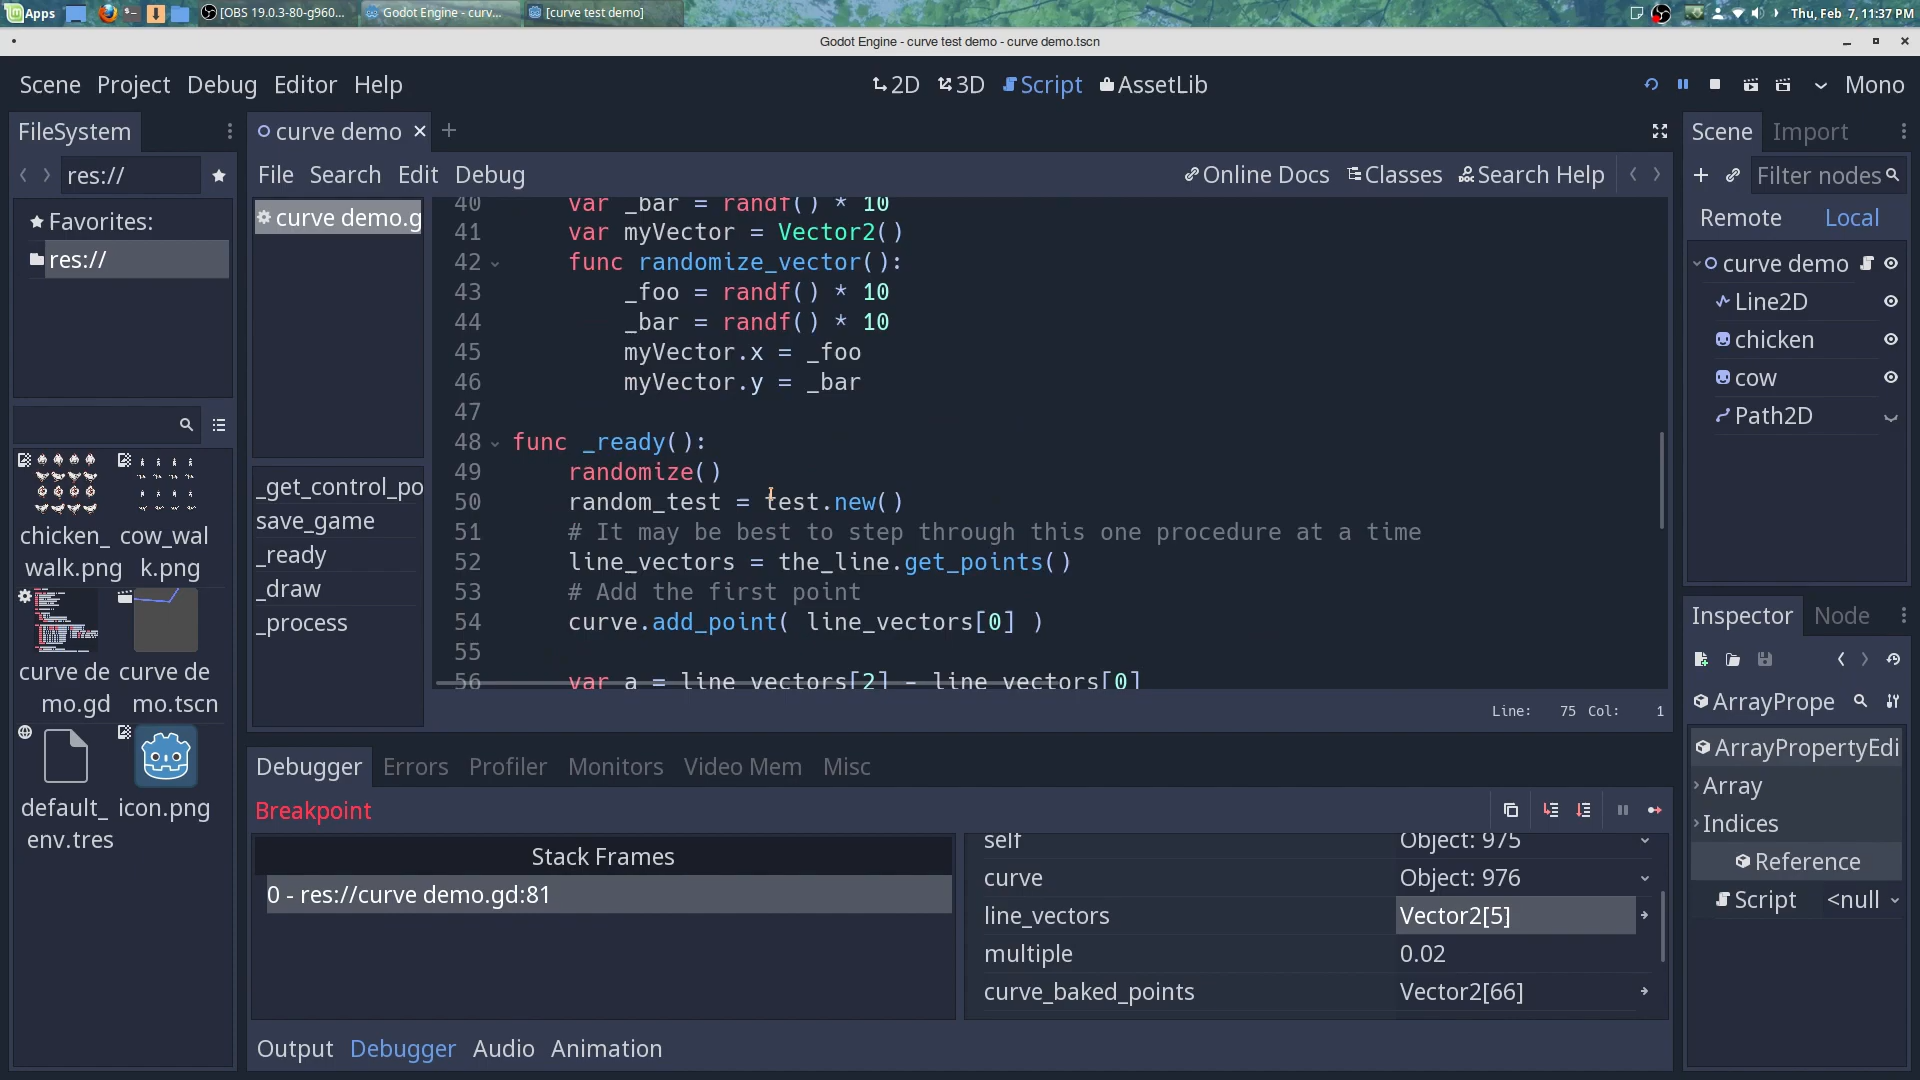 Apps
[OBS 19.0.3-80-g960...
Godot Engine - curv...
[curve test demo]
Thu, Feb 7, 11:37 PM
Godot Engine - curve test demo - curve demo.tscn
Scene Project Debug Editor Help
2D 3D Script AssetLib
Mono
FileSystem
res://
Favorites:
res://
chicken_walk.png
cow_walk.png
curve demo.gd
curve demo.tscn
default_env.tres
icon.png
curve demo
File Search Edit Debug
Online Docs Classes Search Help
curve demo.g
_get_control_po
save_game
_ready
_draw
_process
40 var _bar = randf() * 10
41 var myVector = Vector2()
42 func randomize_vector():
43 _foo = randf() * 10
44 _bar = randf() * 10
45 myVector.x = _foo
46 myVector.y = _bar
47
48 func _ready():
49 randomize()
50 random_test = test.new()
51 # It may be best to step through this one procedure at a time
52 line_vectors = the_line.get_points()
53 # Add the first point
54 curve.add_point( line_vectors[0] )
55
56 var a = line_vectors[2] - line_vectors[0]
Line: 75 Col: 1
Debugger Errors Profiler Monitors Video Mem Misc
Breakpoint
Stack Frames
0 - res://curve demo.gd:81
self Object: 975
curve Object: 976
line_vectors Vector2[5]
multiple 0.02
curve_baked_points Vector2[66]
Output Debugger Audio Animation
Scene Import
Filter nodes
Remote Local
curve demo
Line2D
chicken
cow
Path2D
Inspector Node
ArrayPrope
ArrayPropertyEdi
Array
Indices
Reference
Script <null